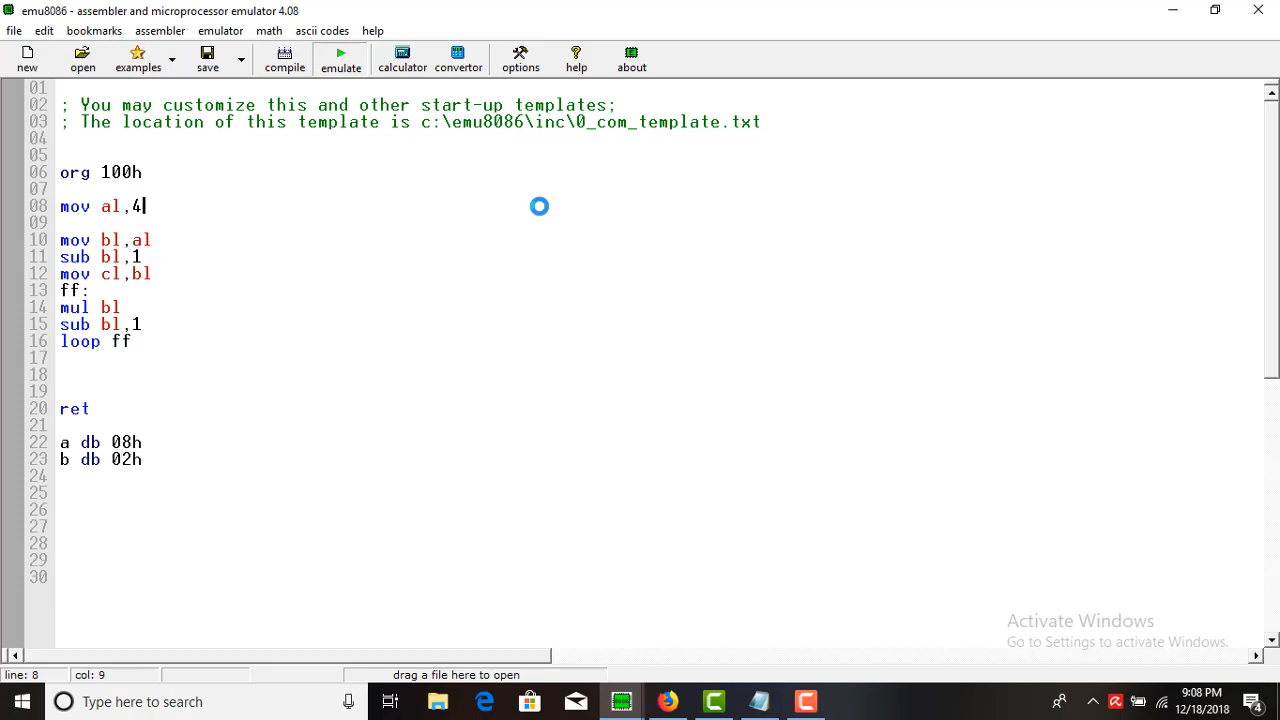 emu8086 - assembler and microprocessor emulator 4.08
file edit bookmarks assembler emulator math ascii codes help
new open examples save compile emulate calculator convertor options help about
01
02 ; You may customize this and other start-up templates;
03 ; The location of this template is c:\emu8086\inc\0_com_template.txt
04
05
06 org 100h
07
08 mov al,4
09
10 mov bl,al
11 sub bl,1
12 mov cl,bl
13 ff:
14 mul bl
15 sub bl,1
16 loop ff
17
18
19
20 ret
21
22 a db 08h
23 b db 02h
24
25
26
27
28
29
30
Activate Windows
Go to Settings to activate Windows.
line: 8 col: 9 drag a file here to open
Type here to search
9:08 PM
12/18/2018
4